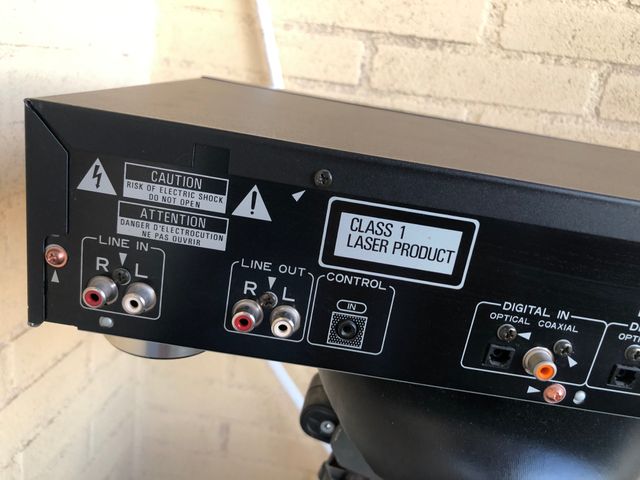 CAUTION
RISK OF ELECTRIC SHOCK
DO NOT OPEN
ATTENTION
DANGER D'ELECTROCUTION
NE PAS OUVRIR
CLASS 1
LASER PRODUCT
LINE IN
R L
LINE OUT
R L
CONTROL
IN
DIGITAL IN
OPTICAL COAXIAL